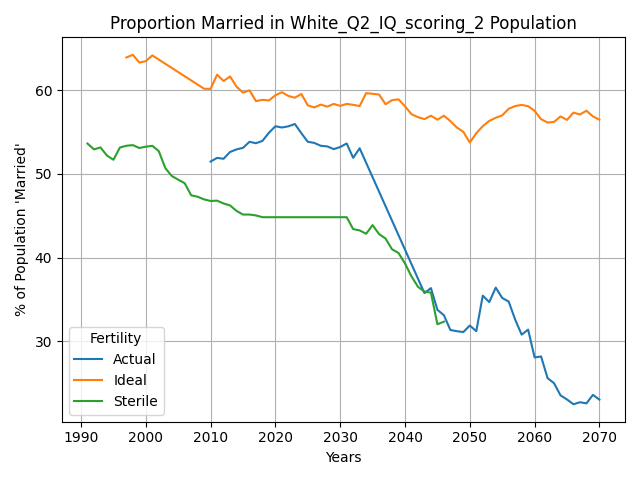 Proportion Married in White_Q2_IQ_scoring_2 Population
% of Population 'Married'
60
50
40
30
Fertility
Actual
Ideal
Sterile
1990 2000 2010 2020 2030 2040 2050 2060 2070
Years